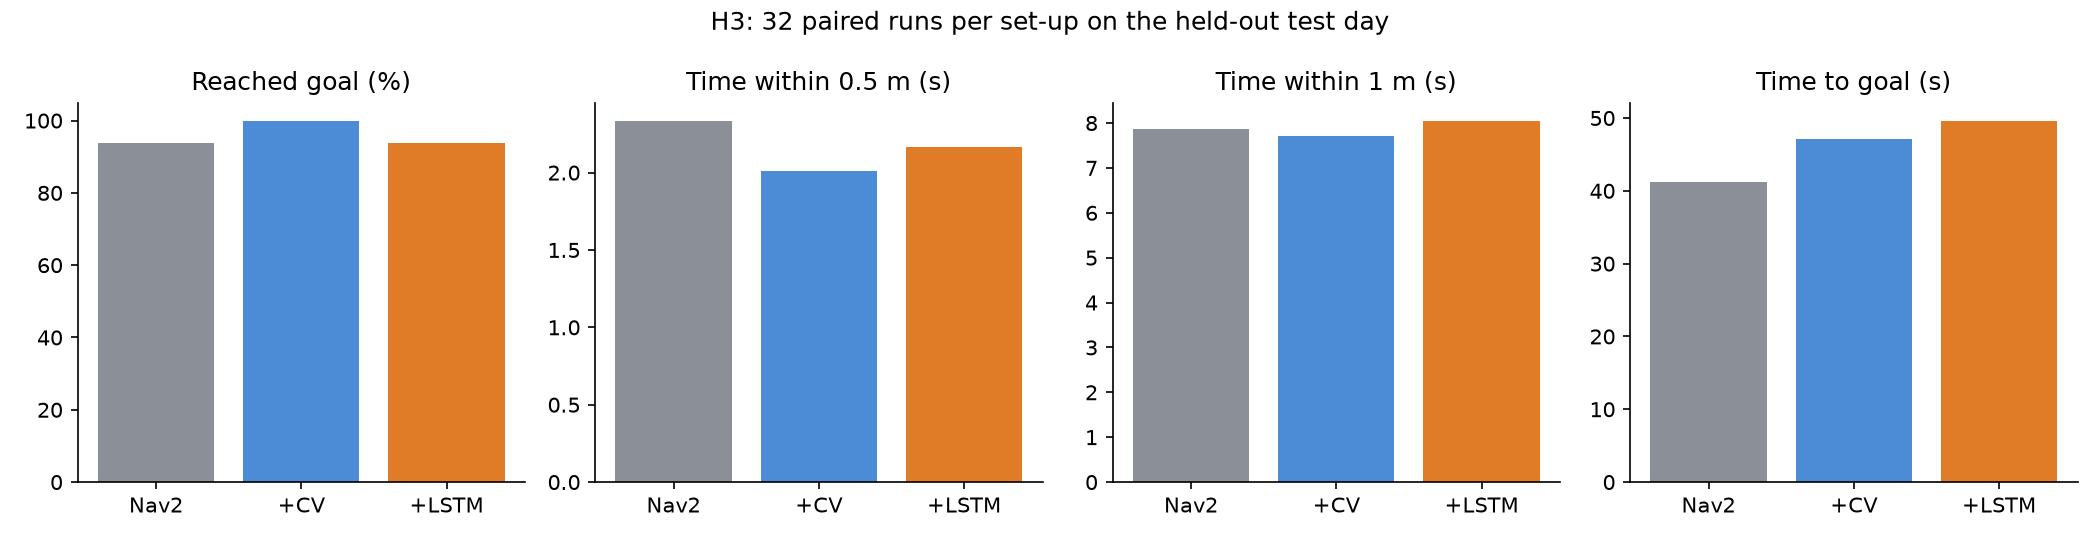 H3: 32 paired runs per set-up on the held-out test day
Reached goal (%)
100
80
60
40
20
0
Nav2 +CV +LSTM
Time within 0.5 m (s)
2.0
1.5
1.0
0.5
0.0
Nav2 +CV +LSTM
Time within 1 m (s)
8
7
6
5
4
3
2
1
0
Nav2 +CV +LSTM
Time to goal (s)
50
40
30
20
10
0
Nav2 +CV +LSTM